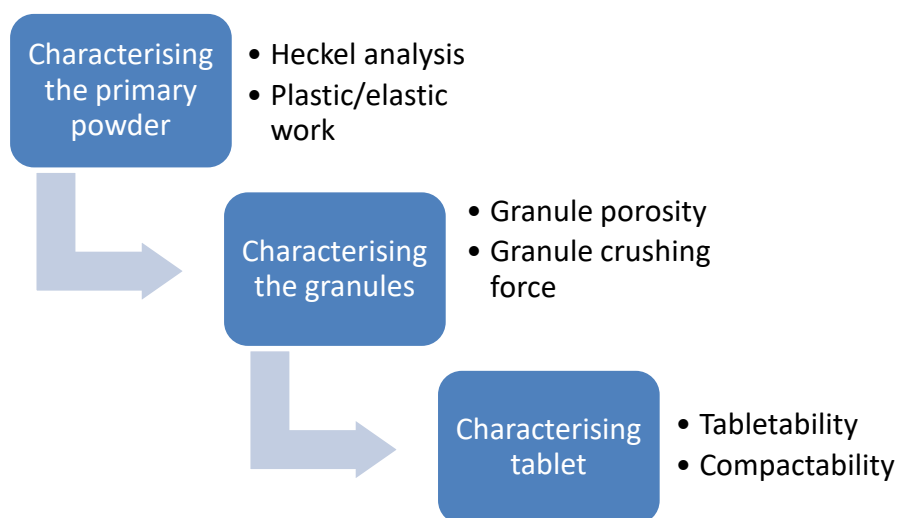 Characterising
the primary
powder
• Heckel analysis
• Plastic/elastic
work
Characterising
the granules
• Granule porosity
• Granule crushing
force
Characterising
tablet
• Tabletability
• Compactability